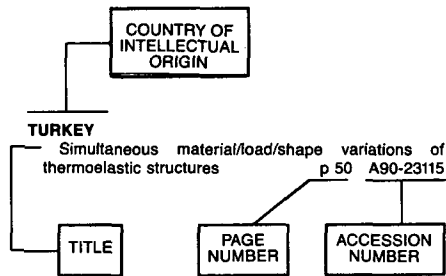 COUNTRY OF
INTELLECTUAL
ORIGIN
TURKEY
Simultaneous material/load/shape variations of
thermoelastic structures p 50 A90-23115
TITLE
PAGE
NUMBER
ACCESSION
NUMBER